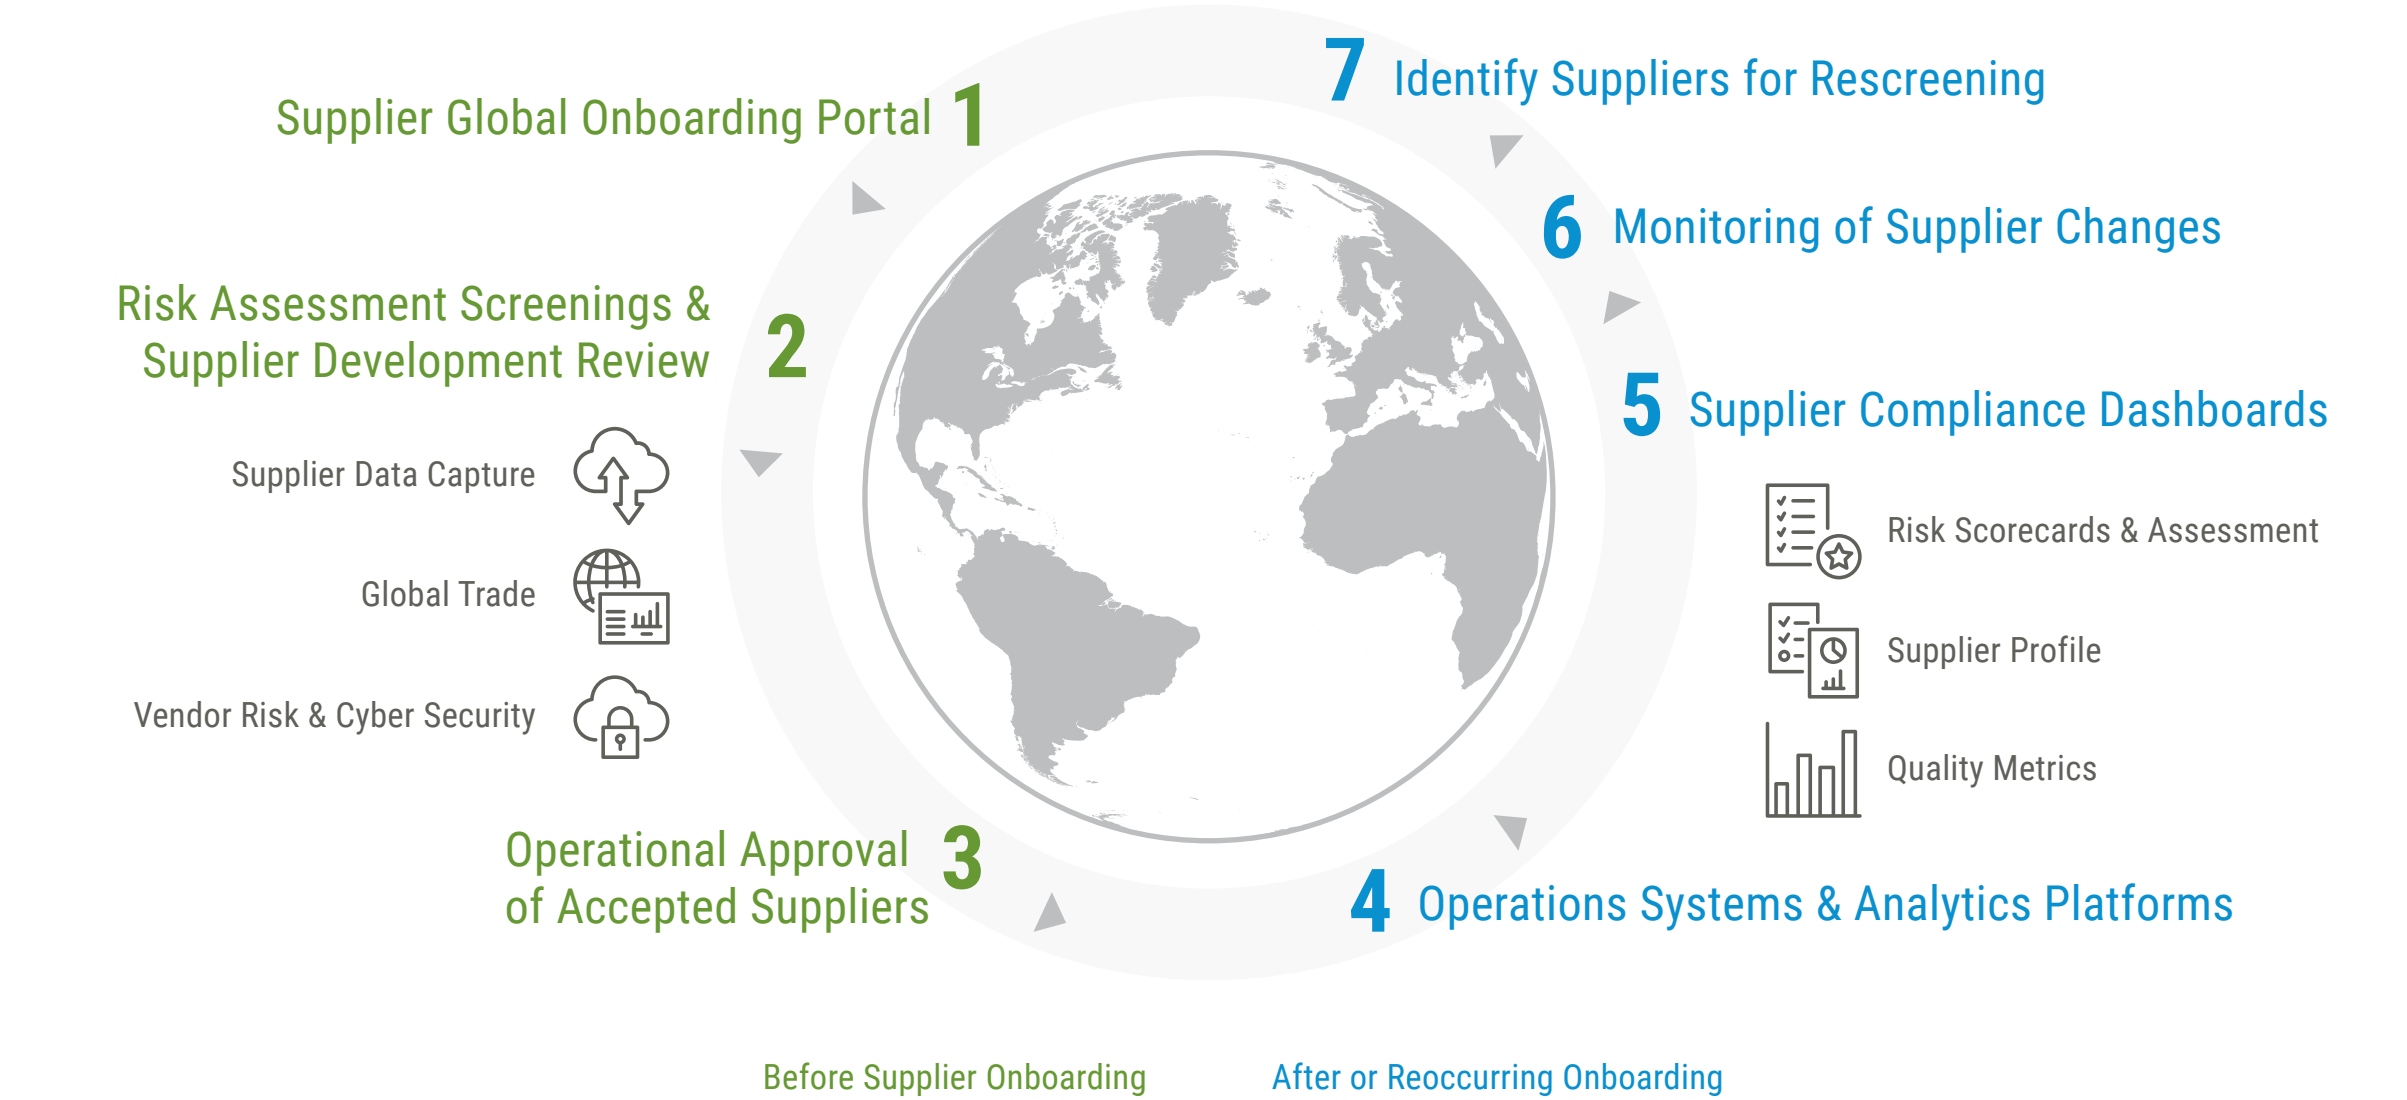 1 Supplier Global Onboarding Portal
2 Risk Assessment Screenings &
Supplier Development Review
Supplier Data Capture
Global Trade
Vendor Risk & Cyber Security
3 Operational Approval
of Accepted Suppliers
4 Operations Systems & Analytics Platforms
5 Supplier Compliance Dashboards
Risk Scorecards & Assessment
Supplier Profile
Quality Metrics
6 Monitoring of Supplier Changes
7 Identify Suppliers for Rescreening
Before Supplier Onboarding
After or Reoccurring Onboarding